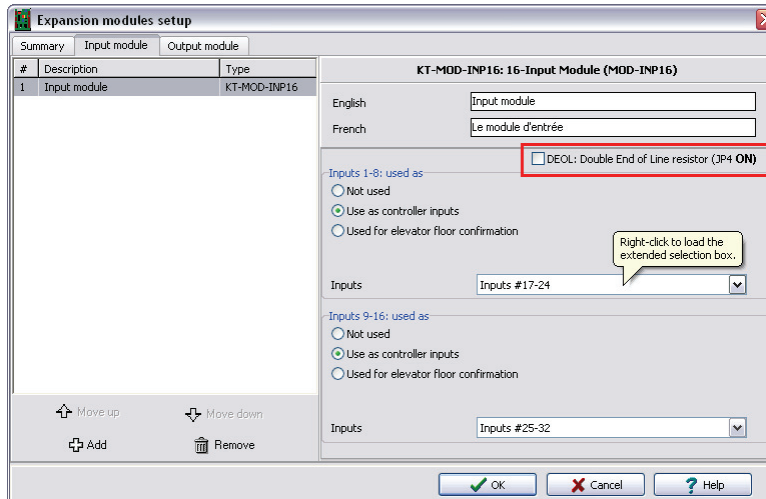 Expansion modules setup
Summary Input module Output module
# Description Type
1 Input module KT-MOD-INP16
Move up Move down
Add Remove
KT-MOD-INP16: 16-Input Module (MOD-INP16)
English Input module
French Le module d'entrée
DEOL: Double End of Line resistor (JP4 ON)
Inputs 1-8: used as
Not used
Use as controller inputs
Used for elevator floor confirmation
Right-click to load the
extended selection box.
Inputs Inputs #17-24
Inputs 9-16: used as
Not used
Use as controller inputs
Used for elevator floor confirmation
Inputs Inputs #25-32
OK Cancel ? Help